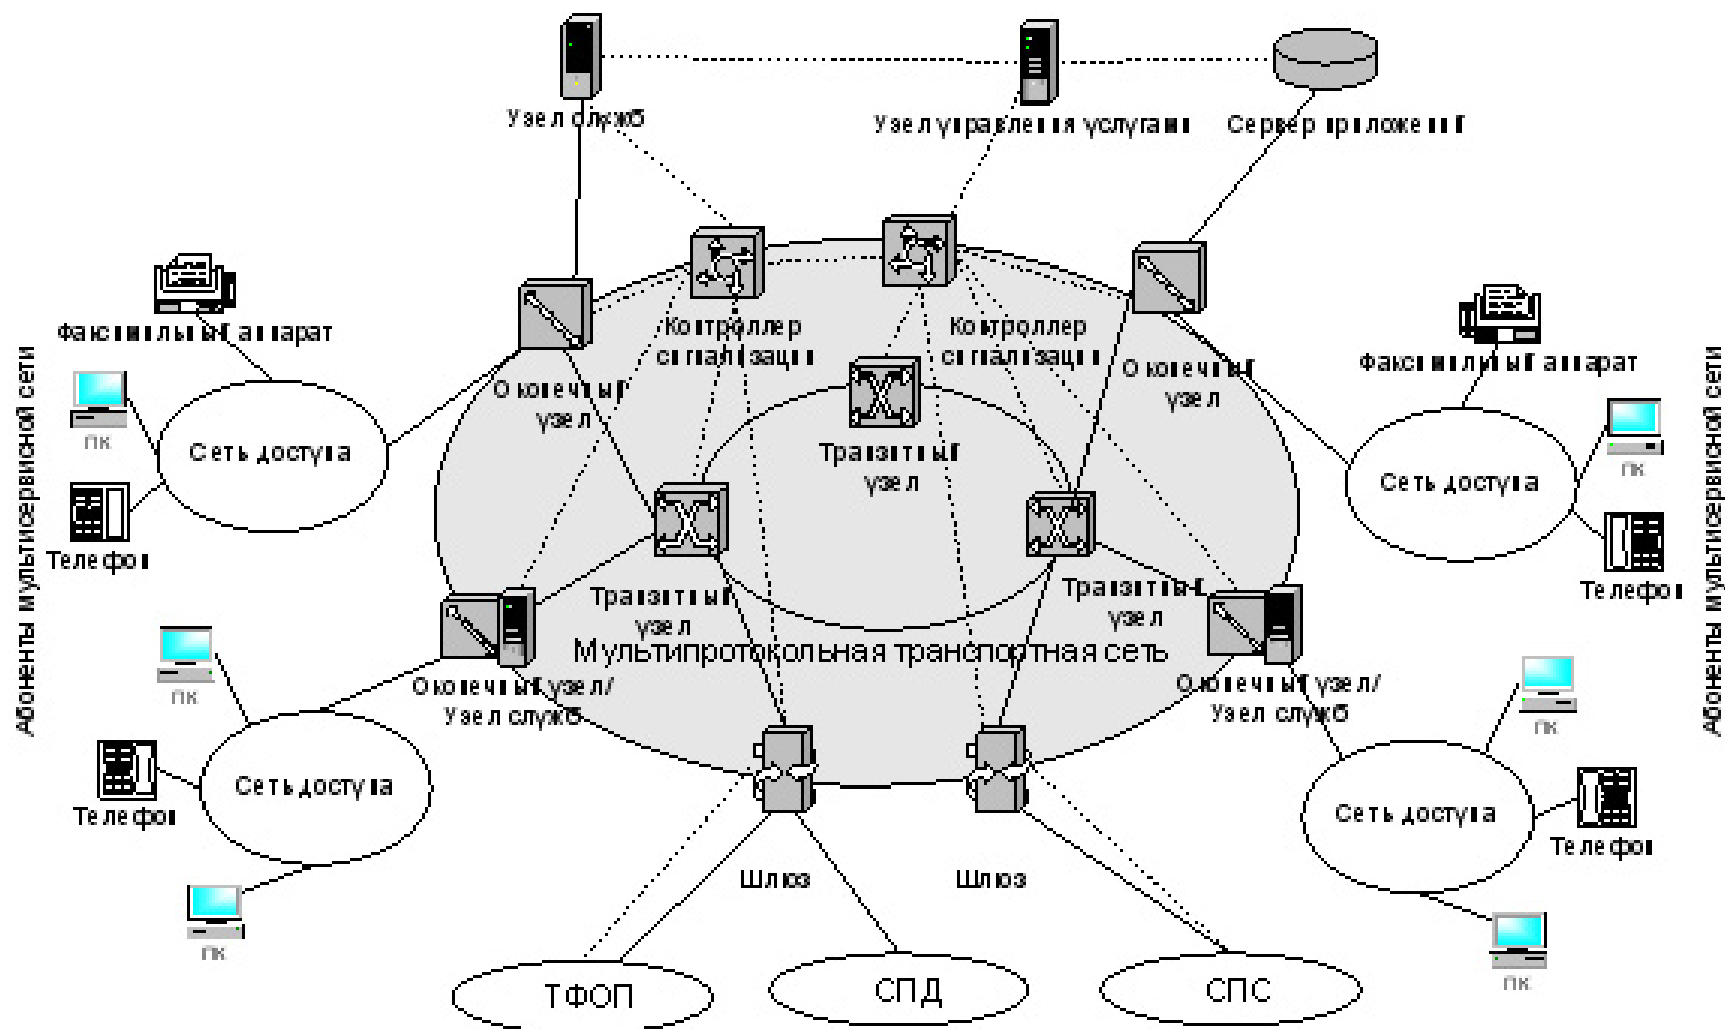 Узел служб
Узел управления услугами
Сервер приложений
Факсимильный аппарат
Контроллер
сигнализации
Контроллер
сигнализации
Факсимильный аппарат
Оконечный
узел
Оконечный
узел
Абоненты мультисервисной сети
Абоненты мультисервисной сети
ПК
Сеть доступа
Телефон
Транзитный
узел
ПК
Сеть доступа
Телефон
Транзитный
узел
Транзитный
узел
Мультипротокольная транспортная сеть
Оконечный узел/
Узел служб
Оконечный узел/
Узел служб
ПК
Сеть доступа
Телефон
ПК
ПК
Сеть доступа
Телефон
ПК
Шлюз
Шлюз
ТФОП
СПД
СПС